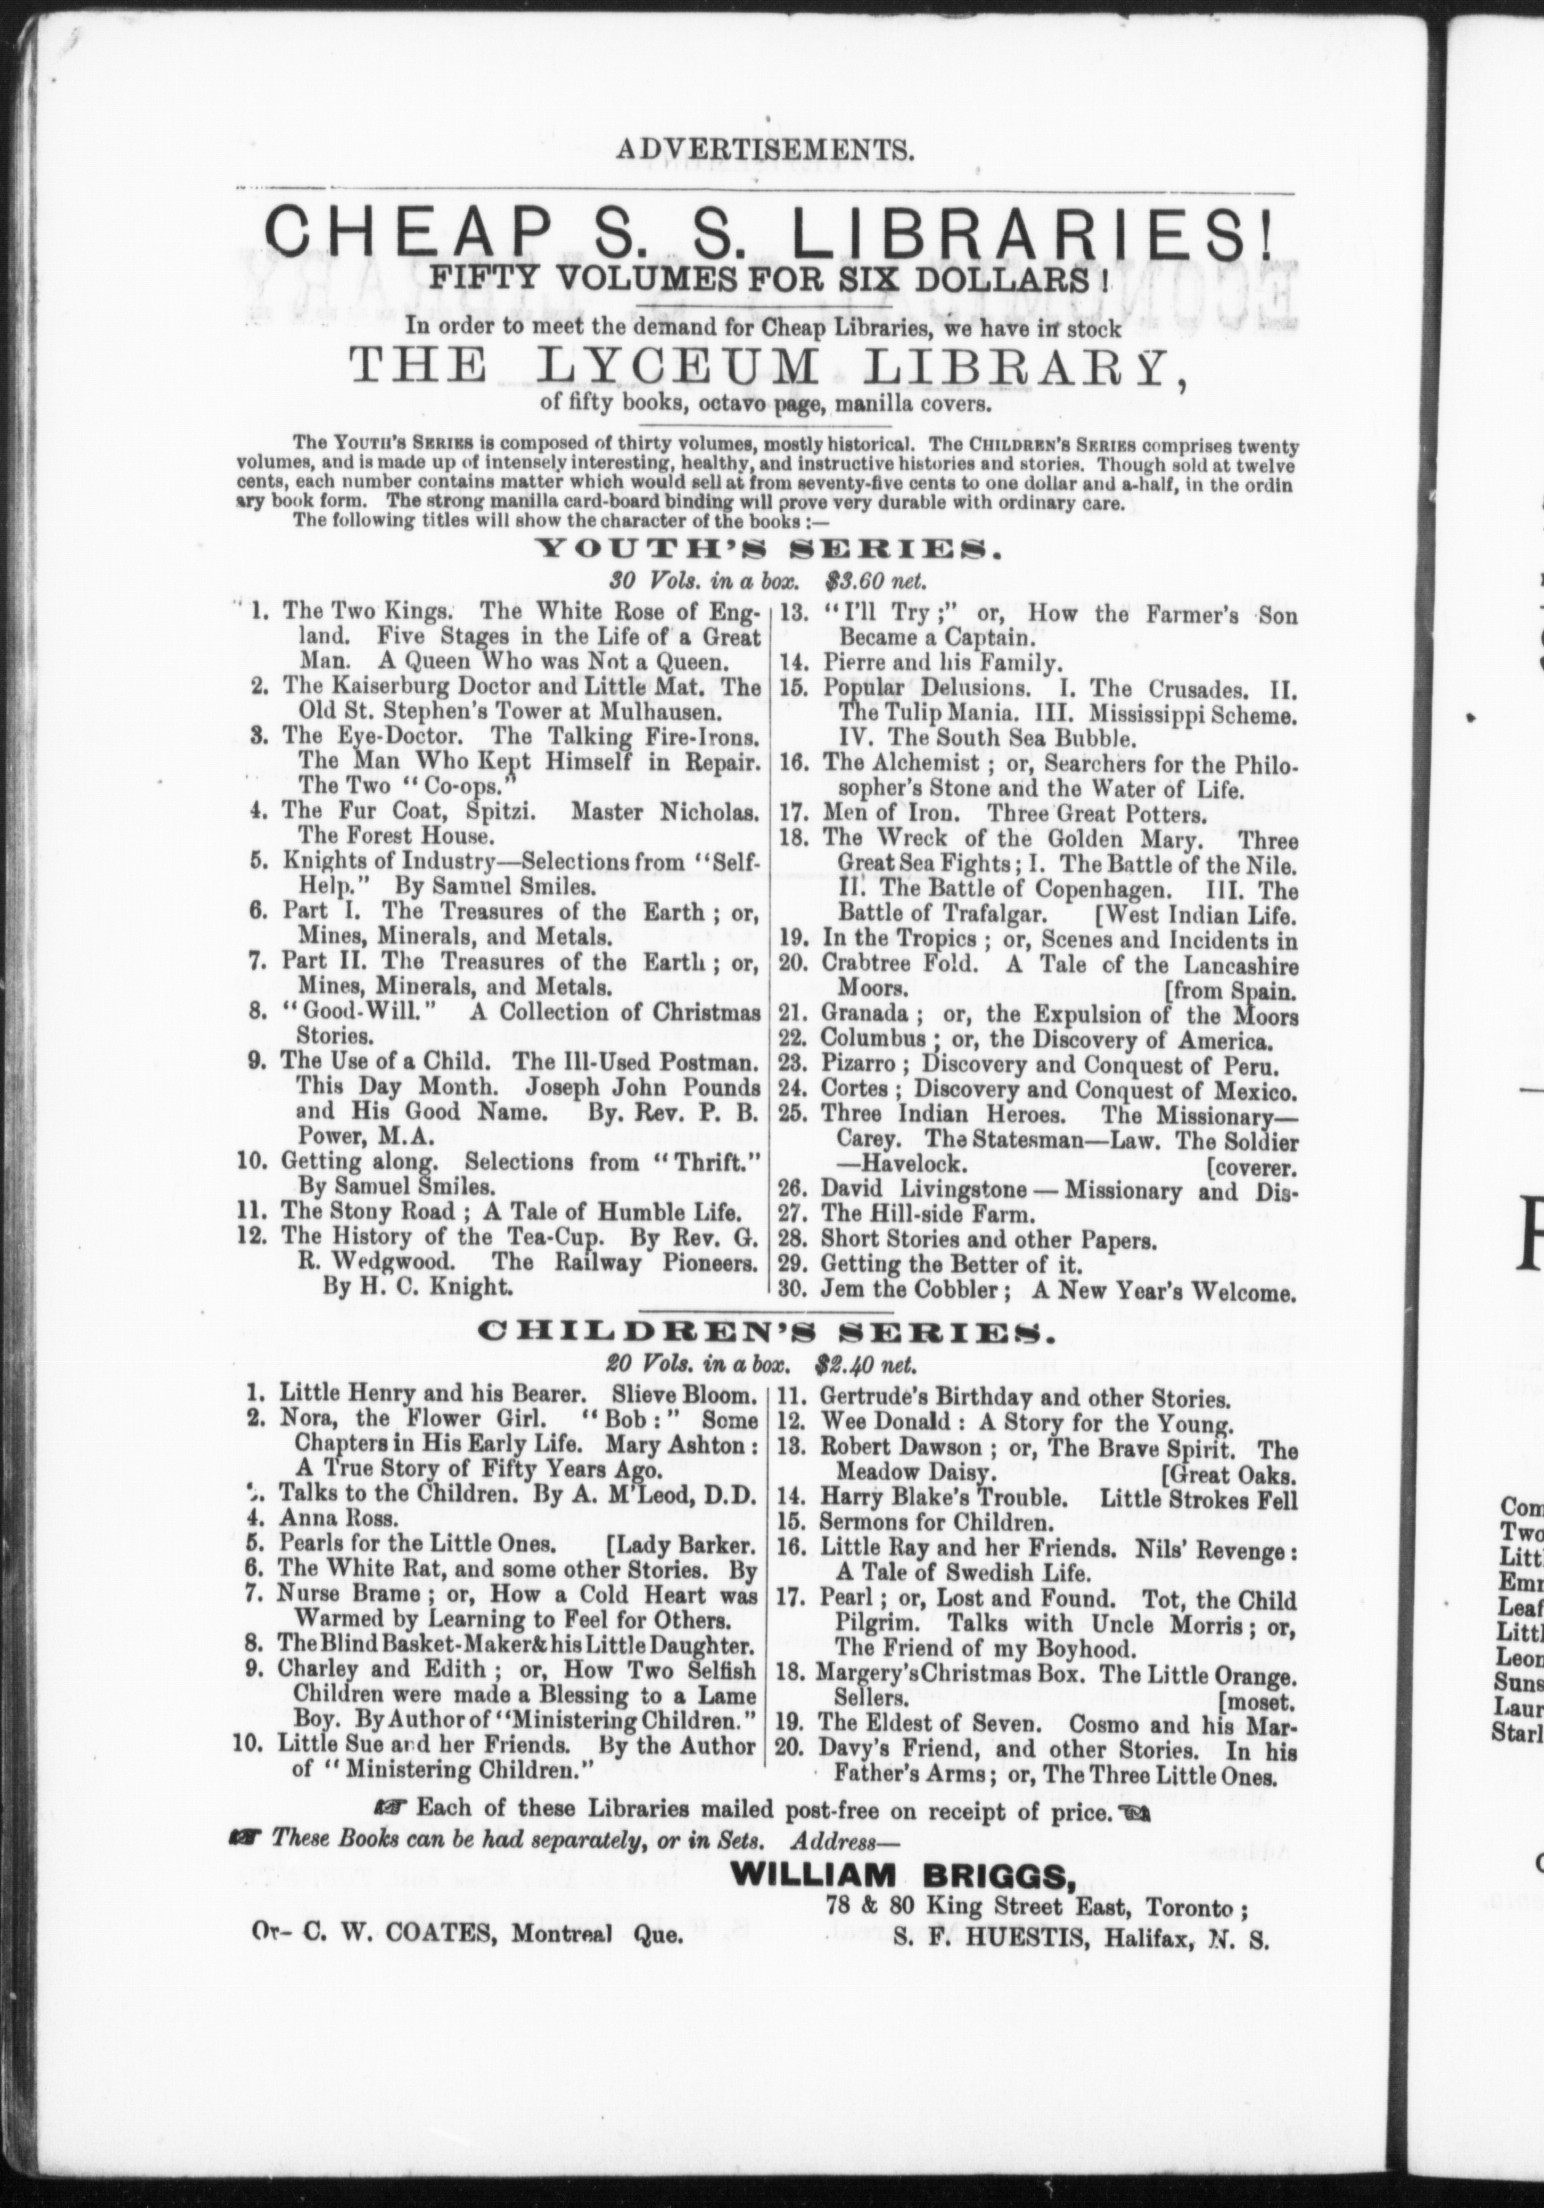 ADVERTISEMENTS.
CHEAP S. S. LIBRARIES!
FIFTY VOLUMES FOR SIX DOLLARS!
In order to meet the demand for Cheap Libraries, we have in stock
THE LYCEUM LIBRARY,
of fifty books, octavo page, manilla covers.
The YOUTH'S SERIES is composed of thirty volumes, mostly historical. The CHILDREN'S SERIES comprises twenty
volumes, and is made up of intensely interesting, healthy, and instructive histories and stories. Though sold at twelve
cents, each number contains matter which would sell at from seventy-five cents to one dollar and a-half, in the ordin
ary book form. The strong manilla card-board binding will prove very durable with ordinary care.
The following titles will show the character of the books :—
YOUTH'S SERIES.
30 Vols. in a box. $3.60 net.
1. The Two Kings. The White Rose of Eng-
land. Five Stages in the Life of a Great
Man. A Queen Who was Not a Queen.
2. The Kaiserburg Doctor and Little Mat. The
Old St. Stephen's Tower at Mulhausen.
3. The Eye-Doctor. The Talking Fire-Irons.
The Man Who Kept Himself in Repair.
The Two "Co-ops."
4. The Fur Coat, Spitzi. Master Nicholas.
The Forest House.
5. Knights of Industry—Selections from "Self-
Help." By Samuel Smiles.
6. Part I. The Treasures of the Earth ; or,
Mines, Minerals, and Metals.
7. Part II. The Treasures of the Earth ; or,
Mines, Minerals, and Metals.
8. "Good-Will." A Collection of Christmas
Stories.
9. The Use of a Child. The Ill-Used Postman.
This Day Month. Joseph John Pounds
and His Good Name. By. Rev. P. B.
Power, M.A.
10. Getting along. Selections from "Thrift."
By Samuel Smiles.
11. The Stony Road ; A Tale of Humble Life.
12. The History of the Tea-Cup. By Rev. G.
R. Wedgwood. The Railway Pioneers.
By H. C. Knight.
13. "I'll Try ;" or, How the Farmer's Son
Became a Captain.
14. Pierre and his Family.
15. Popular Delusions. I. The Crusades. II.
The Tulip Mania. III. Mississippi Scheme.
IV. The South Sea Bubble.
16. The Alchemist ; or, Searchers for the Philo-
sopher's Stone and the Water of Life.
17. Men of Iron. Three Great Potters.
18. The Wreck of the Golden Mary. Three
Great Sea Fights ; I. The Battle of the Nile.
II. The Battle of Copenhagen. III. The
Battle of Trafalgar. [West Indian Life.
19. In the Tropics ; or, Scenes and Incidents in
20. Crabtree Fold. A Tale of the Lancashire
Moors. [from Spain.
21. Granada ; or, the Expulsion of the Moors
22. Columbus ; or, the Discovery of America.
23. Pizarro ; Discovery and Conquest of Peru.
24. Cortes ; Discovery and Conquest of Mexico.
25. Three Indian Heroes. The Missionary—
Carey. The Statesman—Law. The Soldier
—Havelock. [coverer.
26. David Livingstone — Missionary and Dis-
27. The Hill-side Farm.
28. Short Stories and other Papers.
29. Getting the Better of it.
30. Jem the Cobbler ; A New Year's Welcome.
CHILDREN'S SERIES.
20 Vols. in a box. $2.40 net.
1. Little Henry and his Bearer. Slieve Bloom.
2. Nora, the Flower Girl. "Bob :" Some
Chapters in His Early Life. Mary Ashton :
A True Story of Fifty Years Ago.
Talks to the Children. By A. M'Leod, D.D.
4. Anna Ross.
5. Pearls for the Little Ones. [Lady Barker.
6. The White Rat, and some other Stories. By
7. Nurse Brame ; or, How a Cold Heart was
Warmed by Learning to Feel for Others.
8. The Blind Basket-Maker & his Little Daughter.
9. Charley and Edith ; or, How Two Selfish
Children were made a Blessing to a Lame
Boy. By Author of "Ministering Children."
10. Little Sue and her Friends. By the Author
of "Ministering Children."
11. Gertrude's Birthday and other Stories.
12. Wee Donald : A Story for the Young.
13. Robert Dawson ; or, The Brave Spirit. The
Meadow Daisy. [Great Oaks.
14. Harry Blake's Trouble. Little Strokes Fell
15. Sermons for Children.
16. Little Ray and her Friends. Nils' Revenge :
A Tale of Swedish Life.
17. Pearl ; or, Lost and Found. Tot, the Child
Pilgrim. Talks with Uncle Morris ; or,
The Friend of my Boyhood.
18. Margery's Christmas Box. The Little Orange.
Sellers. [moset.
19. The Eldest of Seven. Cosmo and his Mar-
20. Davy's Friend, and other Stories. In his
Father's Arms ; or, The Three Little Ones.
☞ Each of these Libraries mailed post-free on receipt of price. ☜
☞ These Books can be had separately, or in Sets. Address—
WILLIAM BRIGGS,
78 & 80 King Street East, Toronto ;
Or- C. W. COATES, Montreal Que. S. F. HUESTIS, Halifax, N. S.
Com
Two
Litt
Leaf
Littl
Leon
Suns
Laur
Starl